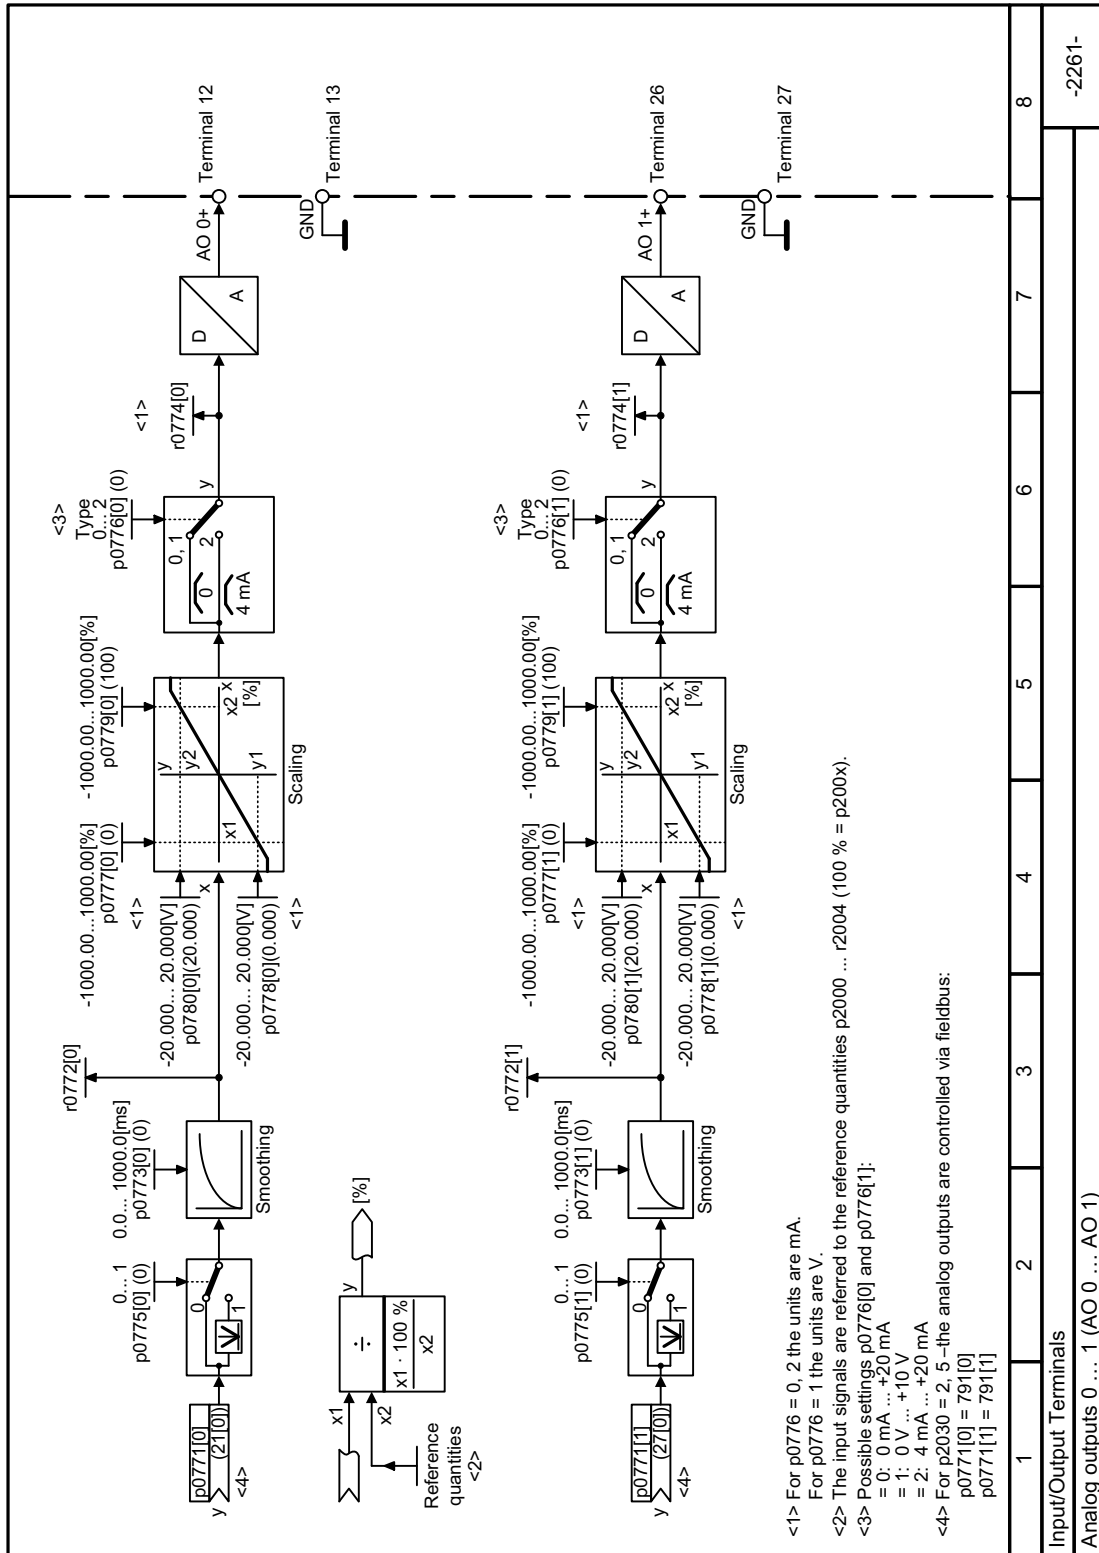 p0771[0]
(21[0])
y
<4>
0...1
p0775[0] (0)
0
1
0.0... 1000.0[ms]
p0773[0] (0)
Smoothing
r0772[0]
-1000.00...1000.00[%]
p0777[0] (0)
<1>
-20.000... 20.000[V]
p0780[0](20.000)
x
-20.000... 20.000[V]
p0778[0](0.000)
<1>
-1000.00...1000.00[%]
p0779[0] (100)
y
y2
x1
x2
x
[%]
y1
Scaling
<3>
Type
0...2
p0776[0] (0)
0, 1
2
0
4 mA
y
<1>
r0774[0]
D
A
AO 0+
Terminal 12
GND
Terminal 13
x1
x2
Reference
quantities
<2>
÷
x1 · 100 %
x2
y
[%]
p0771[1]
(27[0])
y
<4>
0...1
p0775[1] (0)
0
1
0.0... 1000.0[ms]
p0773[1] (0)
Smoothing
r0772[1]
-1000.00...1000.00[%]
p0777[1] (0)
<1>
-20.000... 20.000[V]
p0780[1](20.000)
x
-20.000... 20.000[V]
p0778[1](0.000)
<1>
-1000.00...1000.00[%]
p0779[1] (100)
y
y2
x1
x2
x
[%]
y1
Scaling
<3>
Type
0...2
p0776[1] (0)
0, 1
2
0
4 mA
y
<1>
r0774[1]
D
A
AO 1+
Terminal 26
GND
Terminal 27
<1> For p0776 = 0, 2 the units are mA.
For p0776 = 1 the units are V.
<2> The input signals are referred to the reference quantities p2000 ... r2004 (100 % = p200x).
<3> Possible settings p0776[0] and p0776[1]:
= 0: 0 mA ... +20 mA
= 1: 0 V ... +10 V
= 2: 4 mA ... +20 mA
<4> For p2030 = 2, 5 –the analog outputs are controlled via fieldbus:
p0771[0] = 791[0]
p0771[1] = 791[1]
1 2 3 4 5 6 7 8
Input/Output Terminals
Analog outputs 0 ... 1 (AO 0 ... AO 1)
-2261-